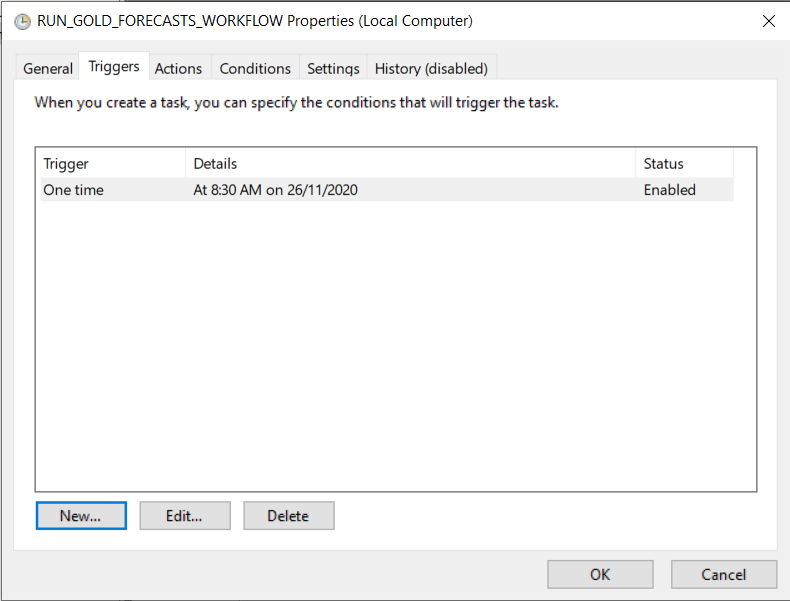 RUN_GOLD_FORECASTS_WORKFLOW Properties (Local Computer)
General Triggers Actions Conditions Settings History (disabled)
When you create a task, you can specify the conditions that will trigger the task.
Trigger Details Status
One time At 8:30 AM on 26/11/2020 Enabled
New... Edit... Delete
OK Cancel